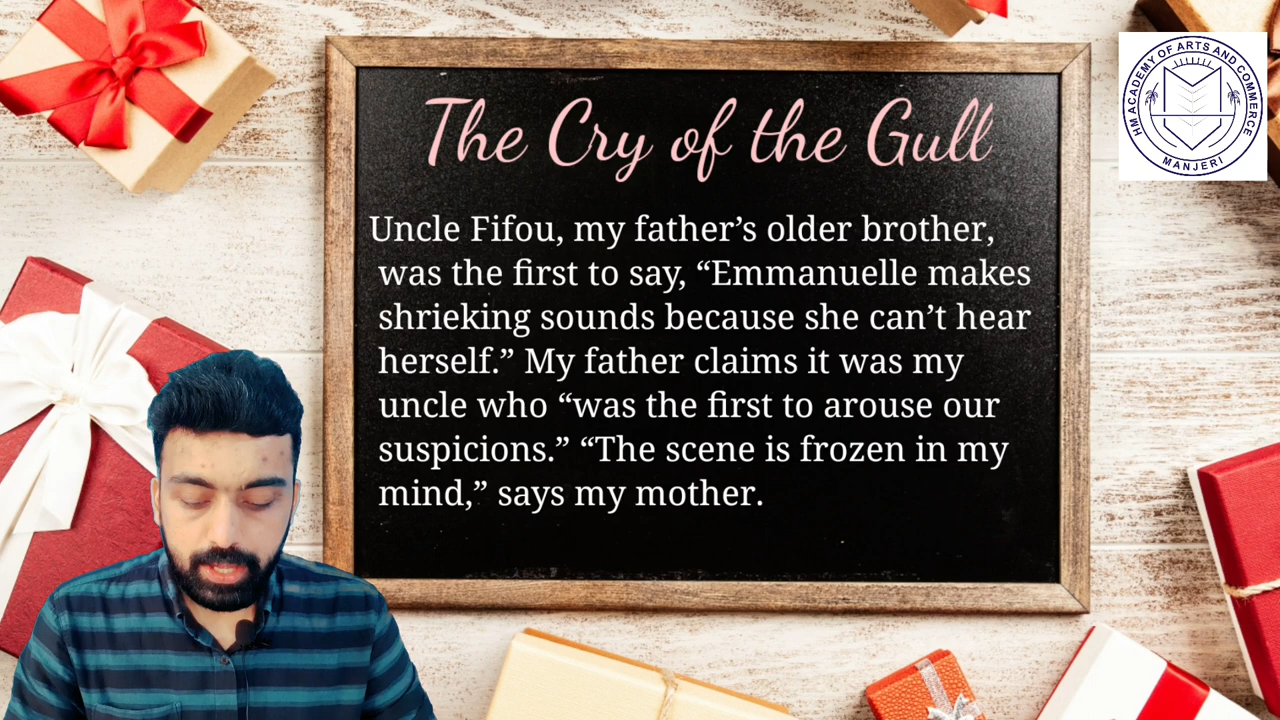 The Cry of the Gull
HM ACADEMY OF ARTS AND COMMERCE
MANJERI
Uncle Fifou, my father’s older brother,
was the first to say, “Emmanuelle makes
shrieking sounds because she can’t hear
herself.” My father claims it was my
uncle who “was the first to arouse our
suspicions.” “The scene is frozen in my
mind,” says my mother.